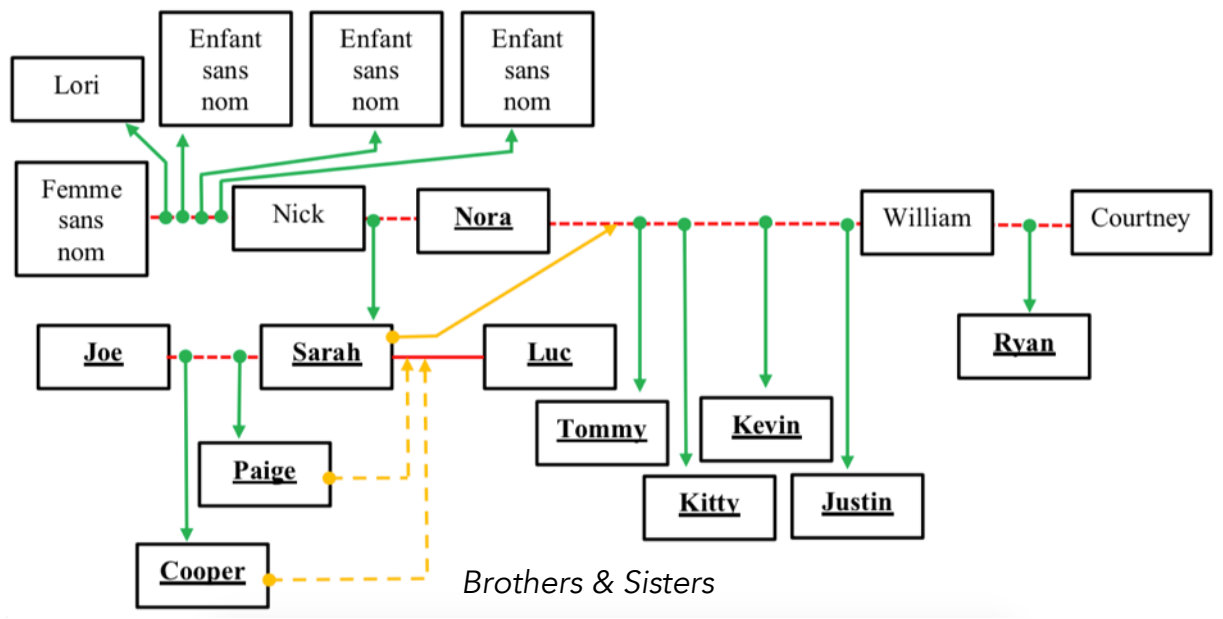 Lori
Enfant
sans
nom
Enfant
sans
nom
Enfant
sans
nom
Femme
sans
nom
Nick
Nora
William
Courtney
Joe
Sarah
Luc
Ryan
Tommy
Kevin
Paige
Kitty
Justin
Cooper
Brothers & Sisters